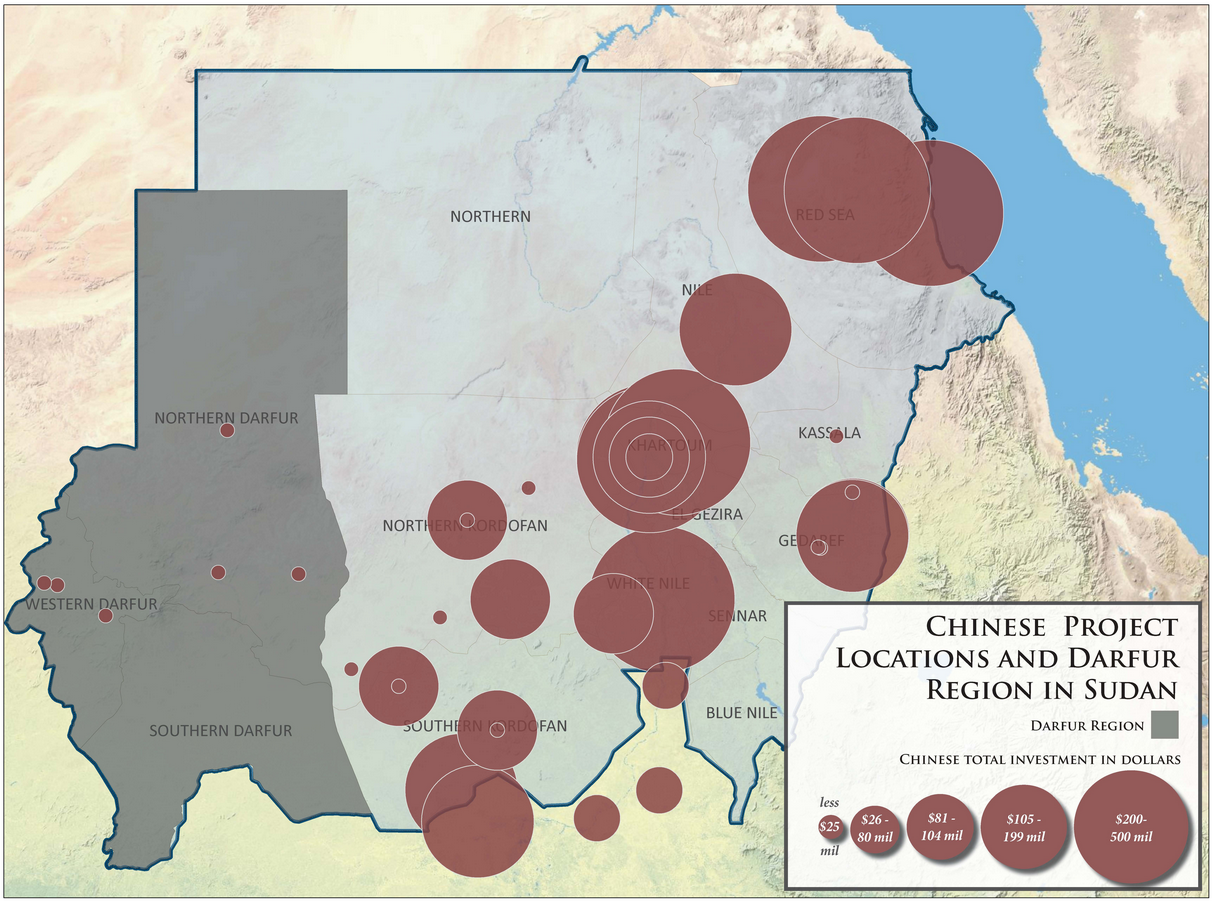 NORTHERN
RED SEA
NILE
NORTHERN DARFUR
KHARTOUM
KASSALA
EL GEZIRA
NORTHERN KORDOFAN
GEDAREF
WHITE NILE
WESTERN DARFUR
SENNAR
BLUE NILE
SOUTHERN KORDOFAN
SOUTHERN DARFUR
CHINESE PROJECT
LOCATIONS AND DARFUR
REGION IN SUDAN
DARFUR REGION
CHINESE TOTAL INVESTMENT IN DOLLARS
less
$25
mil
$26 -
80 mil
$81 -
104 mil
$105 -
199 mil
$200-
500 mil